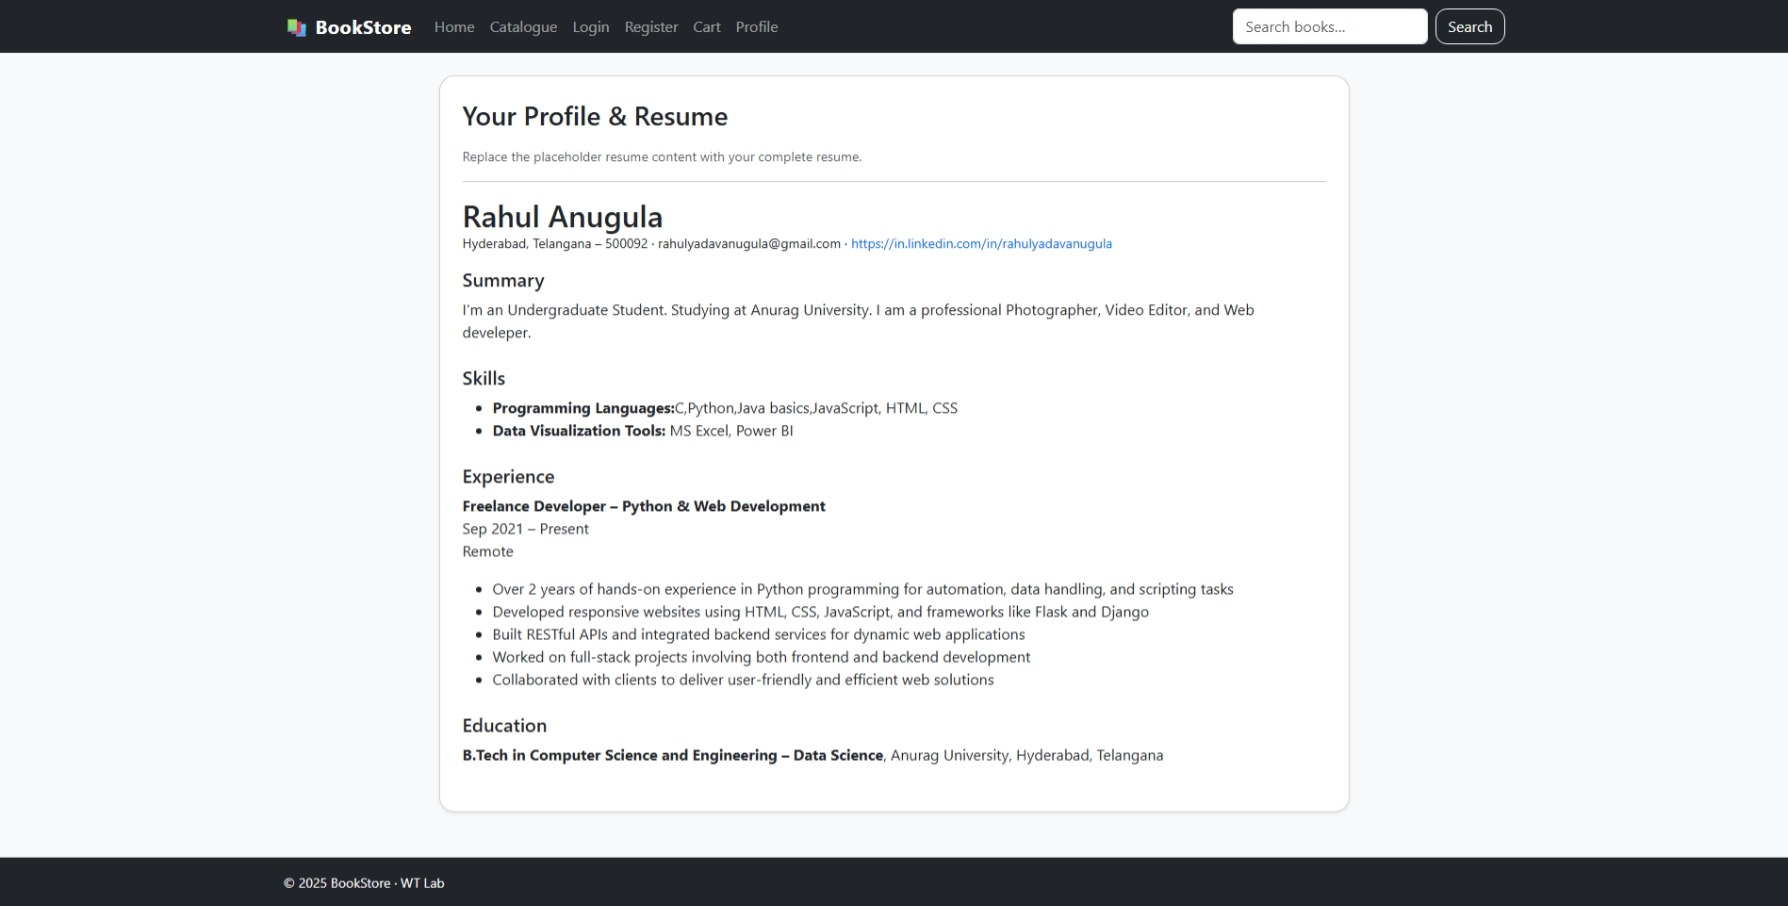 BookStore Home Catalogue Login Register Cart Profile Search books... Search
Your Profile & Resume
Replace the placeholder resume content with your complete resume.
Rahul Anugula
Hyderabad, Telangana – 500092 · rahulyadavanugula@gmail.com · https://in.linkedin.com/in/rahulyadavanugula
Summary
I'm an Undergraduate Student. Studying at Anurag University. I am a professional Photographer, Video Editor, and Web
develeper.
Skills
• Programming Languages:C,Python,Java basics,JavaScript, HTML, CSS
• Data Visualization Tools: MS Excel, Power BI
Experience
Freelance Developer – Python & Web Development
Sep 2021 – Present
Remote
• Over 2 years of hands-on experience in Python programming for automation, data handling, and scripting tasks
• Developed responsive websites using HTML, CSS, JavaScript, and frameworks like Flask and Django
• Built RESTful APIs and integrated backend services for dynamic web applications
• Worked on full-stack projects involving both frontend and backend development
• Collaborated with clients to deliver user-friendly and efficient web solutions
Education
B.Tech in Computer Science and Engineering – Data Science, Anurag University, Hyderabad, Telangana
© 2025 BookStore · WT Lab